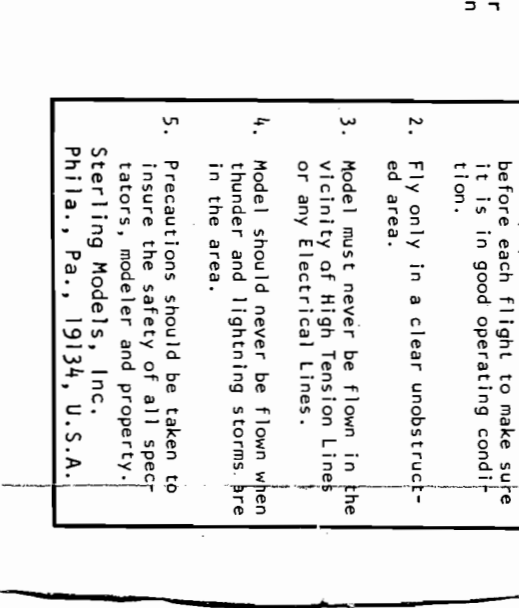 r
n
before each flight to make sure
it is in good operating condi-
tion.
2. Fly only in a clear unobstruct-
ed area.
3. Model must never be flown in the
vicinity of High Tension Lines
or any Electrical Lines.
4. Model should never be flown when
thunder and lightning storms are
in the area.
5. Precautions should be taken to
insure the safety of all spec-
tators, modeler and property.
Sterling Models, Inc.
Phila., Pa., 19134, U.S.A.